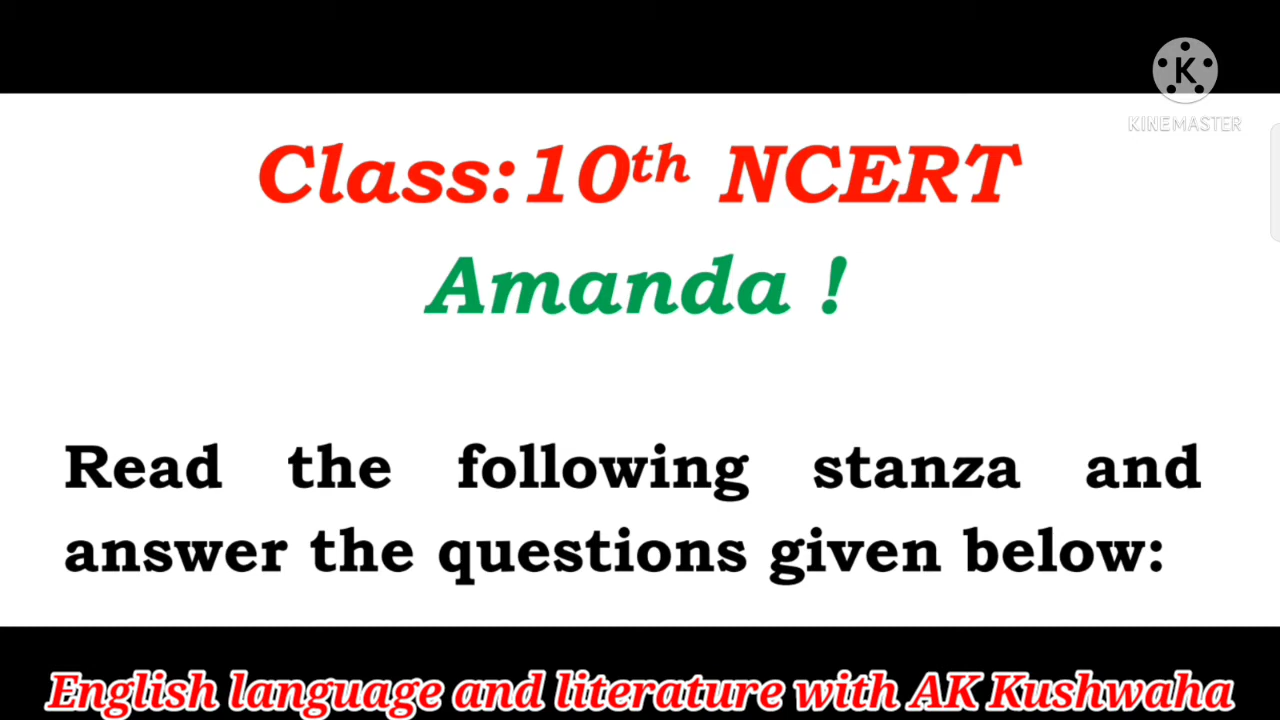 K
KINEMASTER
Class:10th NCERT
Amanda !
Read the following stanza and
answer the questions given below:
English language and literature with AK Kushwaha